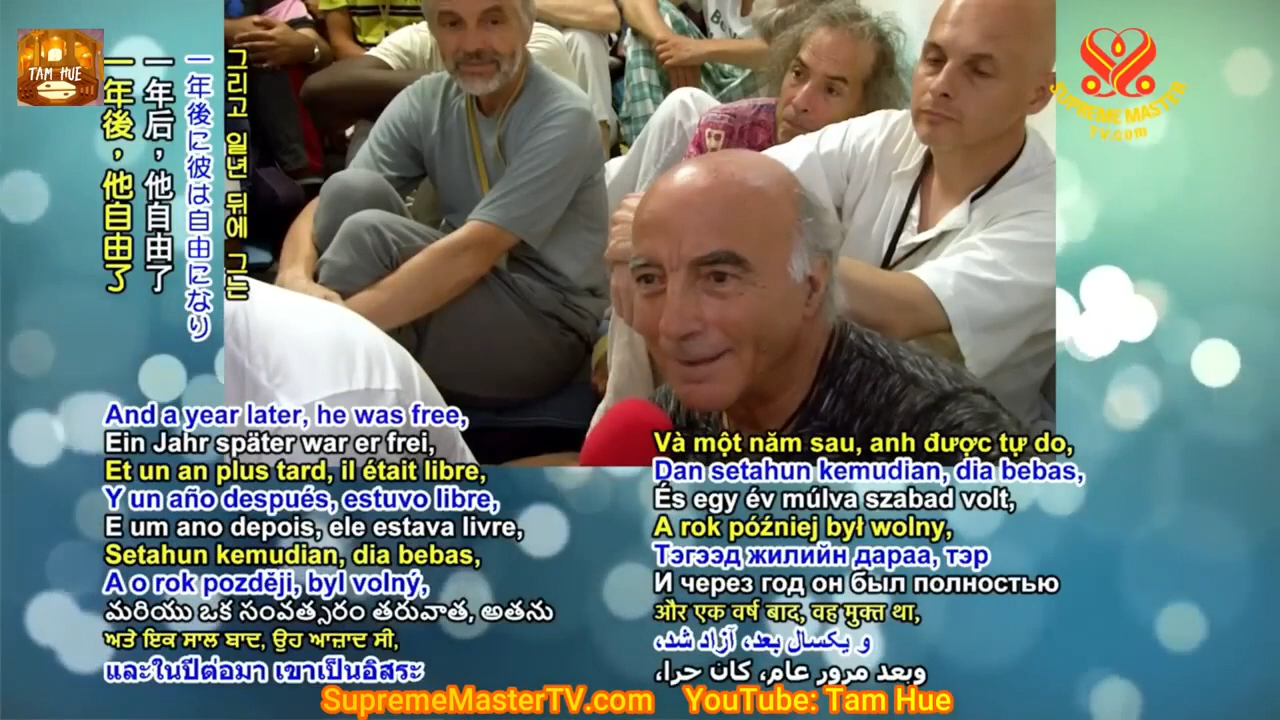 TAM HUE
SUPREME MASTER
TV.com
一年後，他自由了
一年后，他自由了
一年後に彼は自由になり
그리고 일년 뒤에 그는
And a year later, he was free,
Ein Jahr später war er frei,
Et un an plus tard, il était libre,
Y un año después, estuvo libre,
E um ano depois, ele estava livre,
Setahun kemudian, dia bebas,
A o rok později, byl volný,
మరియు ఒక సంవత్సరం తరువాత, అతను
ਅਤੇ ਇਕ ਸਾਲ ਬਾਦ, ਉਹ ਆਜ਼ਾਦ ਸੀ,
และในปีต่อมา เขาเป็นอิสระ
Và một năm sau, anh được tự do,
Dan setahun kemudian, dia bebas,
És egy év múlva szabad volt,
A rok później był wolny,
Тэгээд жилийн дараа, тэр
И через год он был полностью
और एक वर्ष बाद, वह मुक्त था,
و یکسال بعد، آزاد شد،
وبعد مرور عام، كان حرا،
SupremeMasterTV.com YouTube: Tam Hue